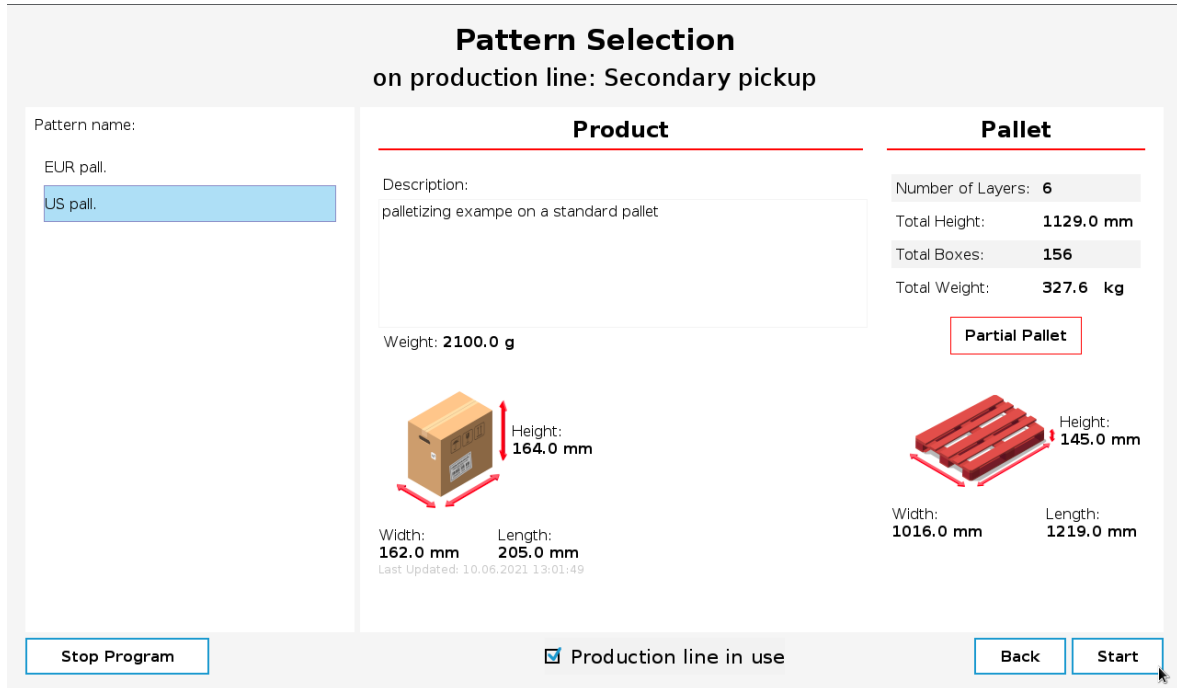 Pattern Selection
on production line: Secondary pickup
Pattern name:
EUR pall.
US pall.
Product
Description:
palletizing exampe on a standard pallet
Weight: 2100.0 g
Height:
164.0 mm
Width:
162.0 mm
Length:
205.0 mm
Last Updated: 10.06.2021 13:01:49
Pallet
Number of Layers: 6
Total Height: 1129.0 mm
Total Boxes: 156
Total Weight: 327.6 kg
Partial Pallet
Height:
145.0 mm
Width:
1016.0 mm
Length:
1219.0 mm
Stop Program
Production line in use
Back
Start